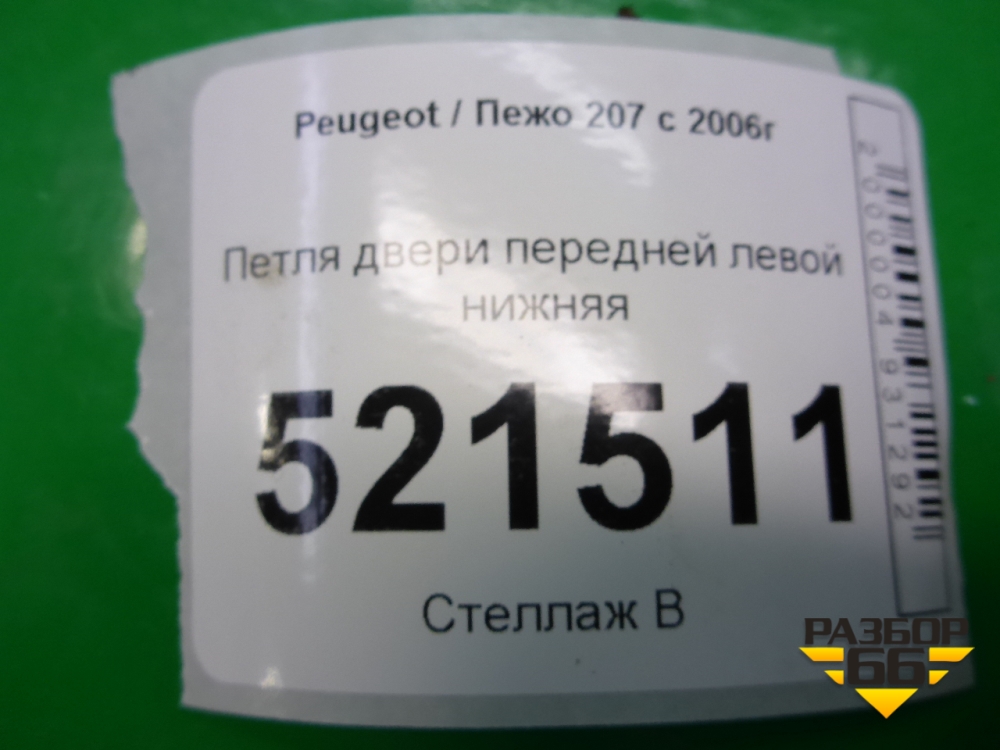 Peugeot / Пежо 207 с 2006г
Петля двери передней левой
нижняя
521511
Стеллаж В
2000004931292
РАЗБОР
66